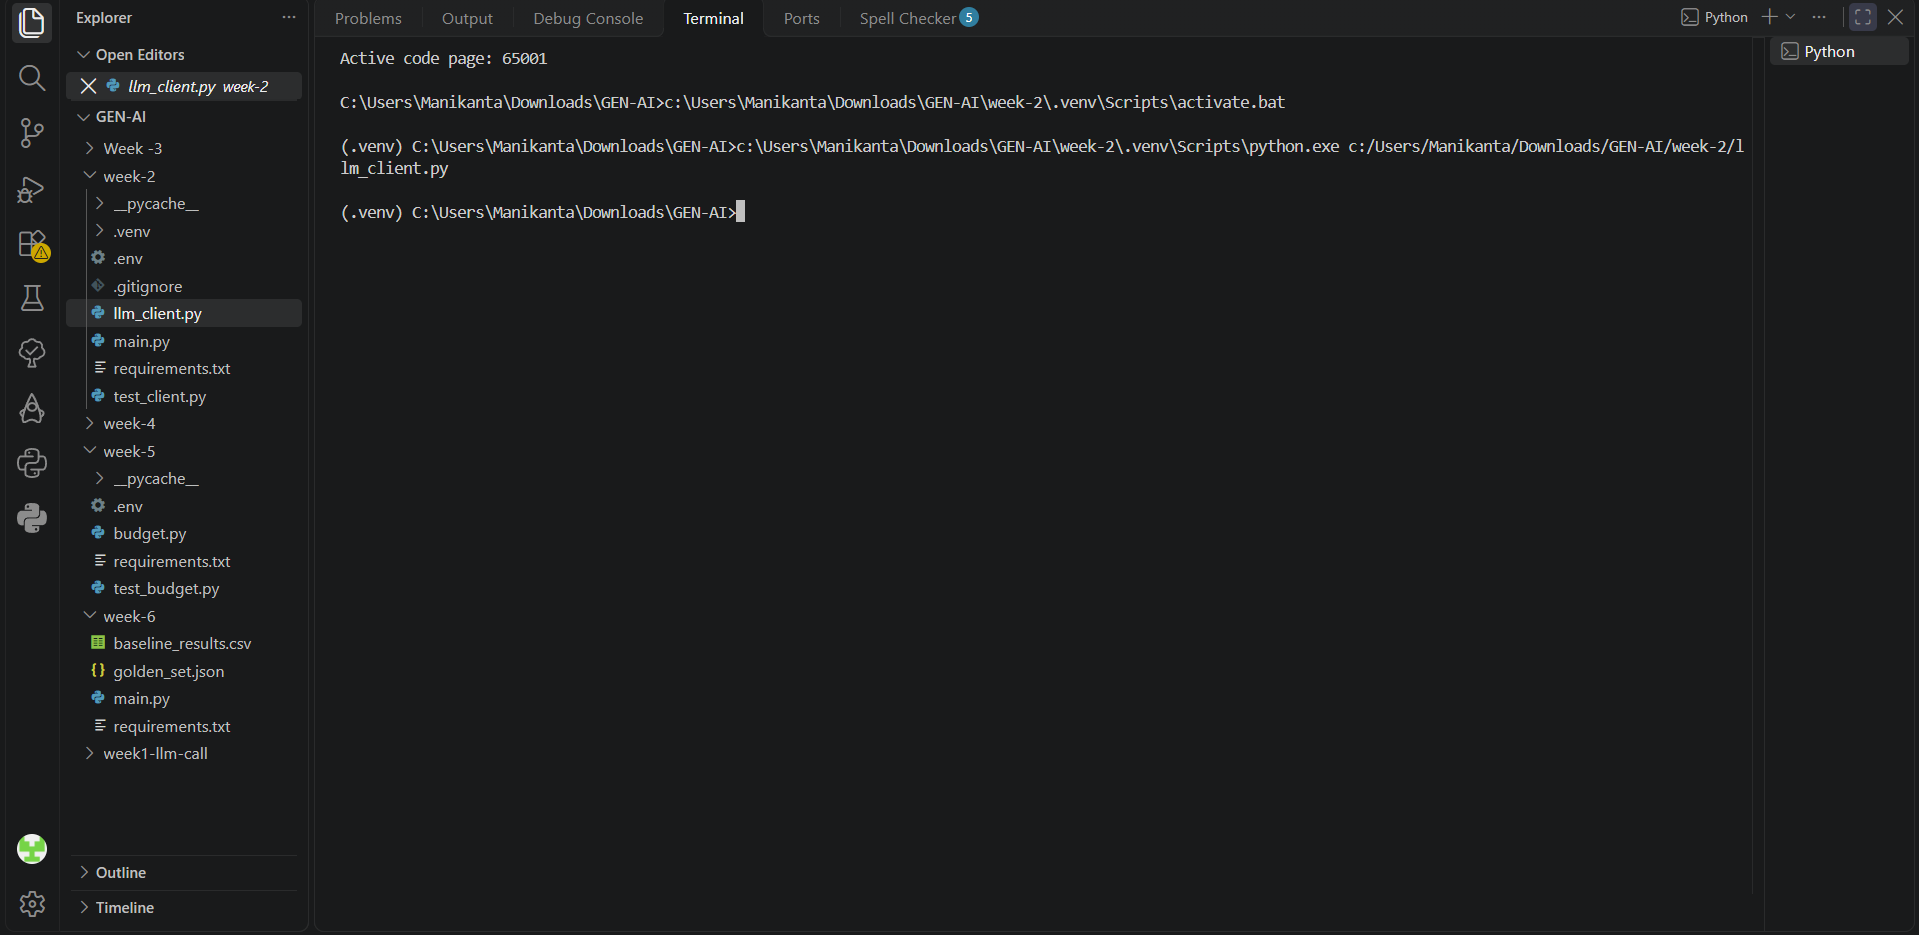 Explorer
Open Editors
llm_client.py week-2
GEN-AI
Week -3
week-2
__pycache__
.venv
.env
.gitignore
llm_client.py
main.py
requirements.txt
test_client.py
week-4
week-5
__pycache__
.env
budget.py
requirements.txt
test_budget.py
week-6
baseline_results.csv
golden_set.json
main.py
requirements.txt
week1-llm-call
Outline
Timeline
Problems Output Debug Console Terminal Ports Spell Checker 5
Python
Active code page: 65001
C:\Users\Manikanta\Downloads\GEN-AI>c:\Users\Manikanta\Downloads\GEN-AI\week-2\.venv\Scripts\activate.bat
(.venv) C:\Users\Manikanta\Downloads\GEN-AI>c:\Users\Manikanta\Downloads\GEN-AI\week-2\.venv\Scripts\python.exe c:/Users/Manikanta/Downloads/GEN-AI/week-2/l
lm_client.py
(.venv) C:\Users\Manikanta\Downloads\GEN-AI>
Python